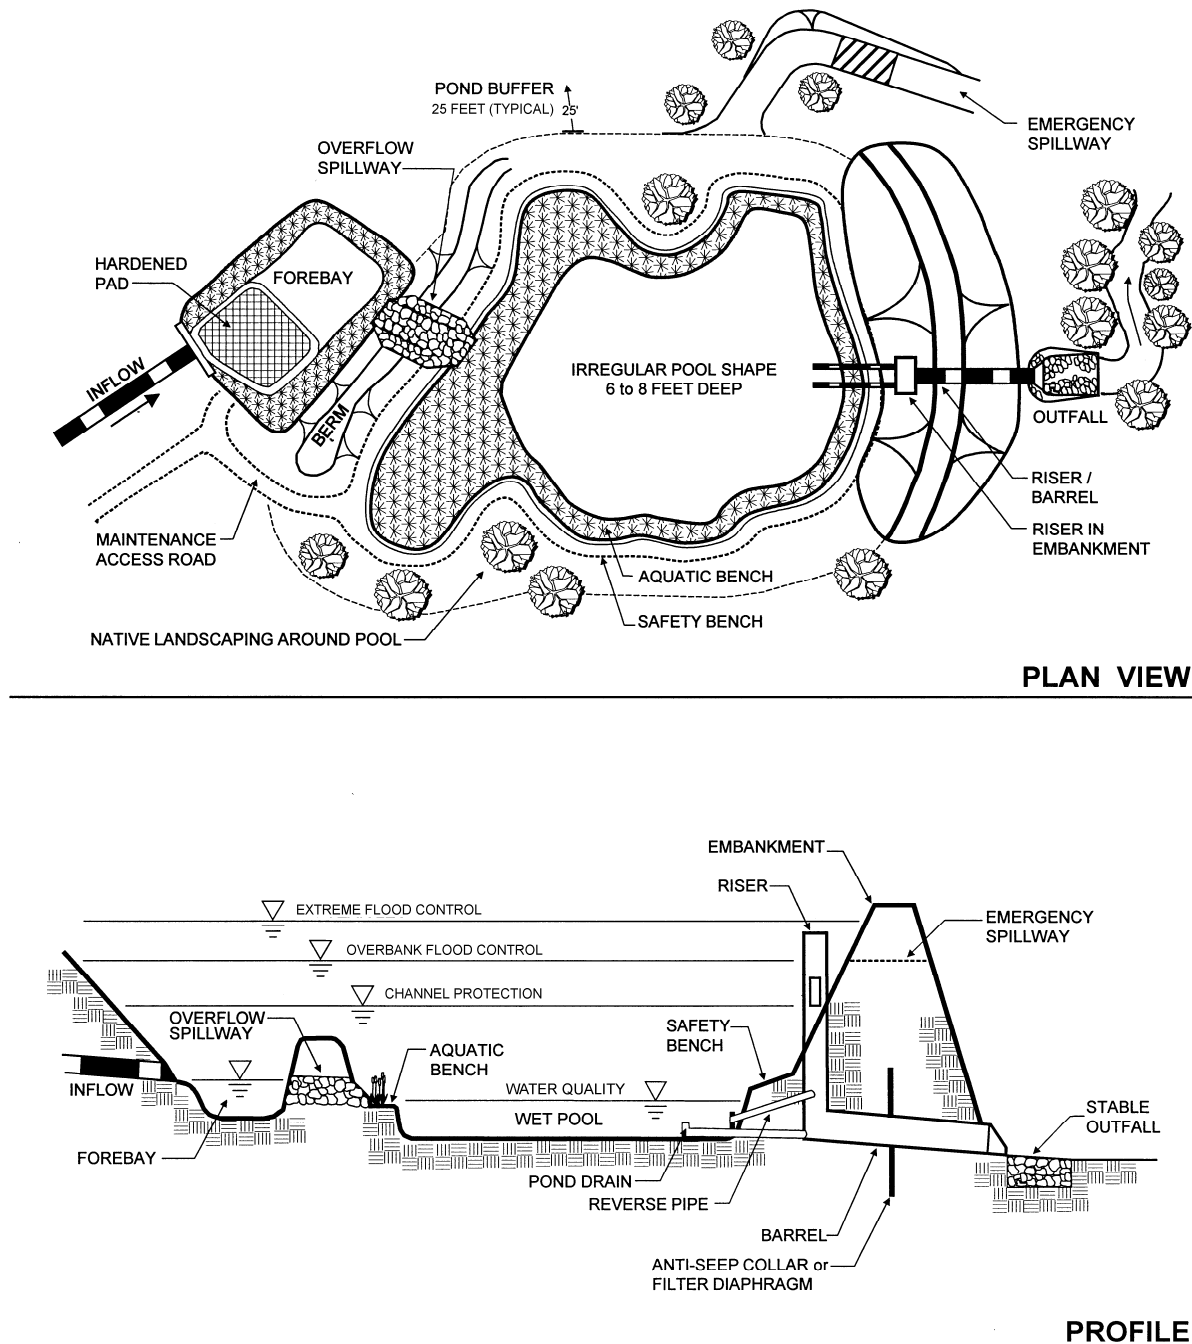 POND BUFFER
25 FEET (TYPICAL)
25'
EMERGENCY
SPILLWAY
OVERFLOW
SPILLWAY
HARDENED
PAD
FOREBAY
INFLOW
BERM
IRREGULAR POOL SHAPE
6 to 8 FEET DEEP
OUTFALL
RISER /
BARREL
RISER IN
EMBANKMENT
MAINTENANCE
ACCESS ROAD
AQUATIC BENCH
SAFETY BENCH
NATIVE LANDSCAPING AROUND POOL
PLAN VIEW
EMBANKMENT
RISER
EXTREME FLOOD CONTROL
EMERGENCY
SPILLWAY
OVERBANK FLOOD CONTROL
CHANNEL PROTECTION
OVERFLOW
SPILLWAY
SAFETY
BENCH
AQUATIC
BENCH
INFLOW
WATER QUALITY
WET POOL
STABLE
OUTFALL
FOREBAY
POND DRAIN
REVERSE PIPE
BARREL
ANTI-SEEP COLLAR or
FILTER DIAPHRAGM
PROFILE